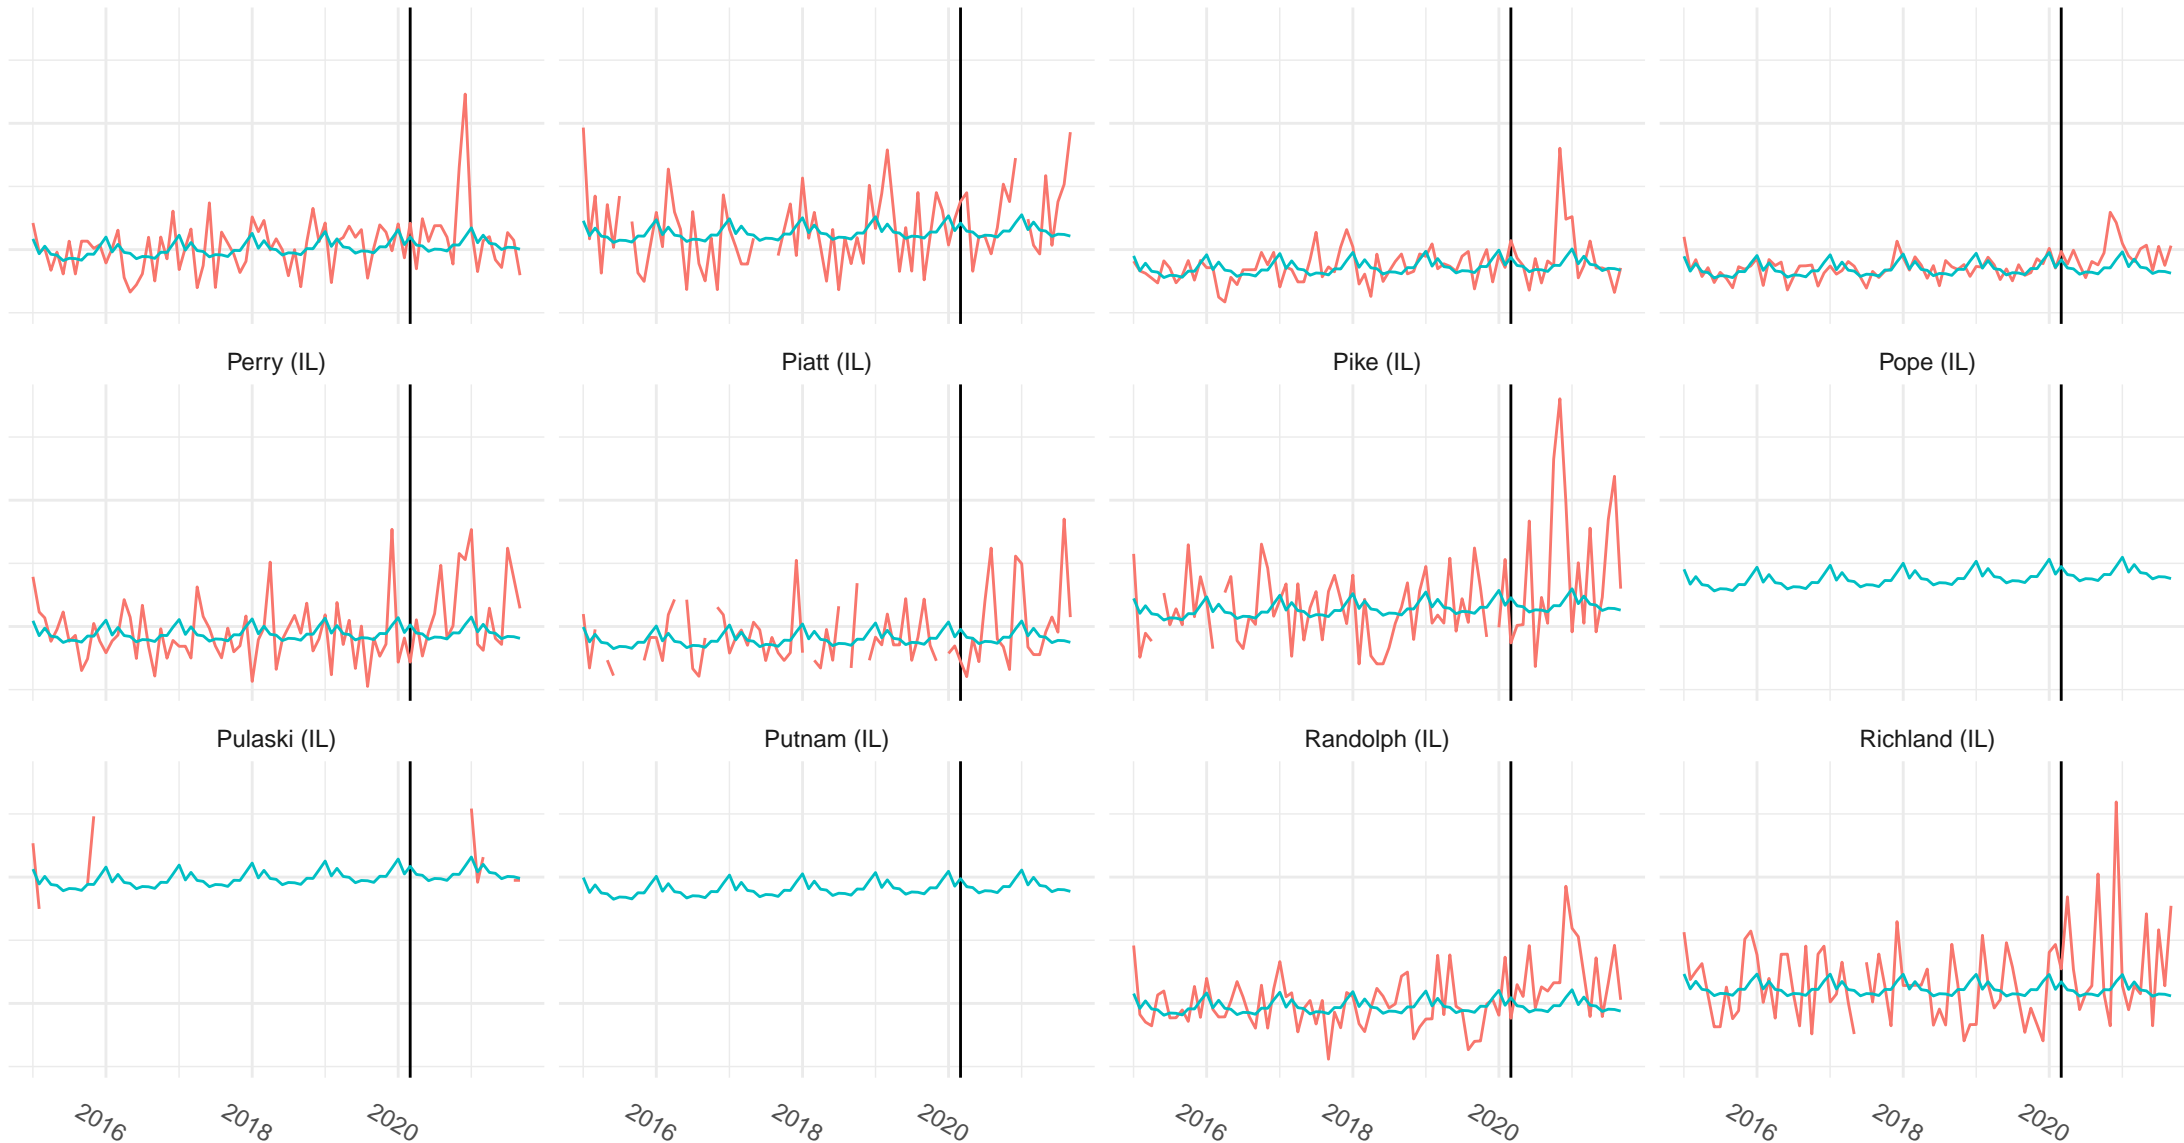 Perry (IL) Piatt (IL) Pike (IL) Pope (IL)
Pulaski (IL) Putnam (IL) Randolph (IL) Richland (IL)
2016 2018 2020 2016 2018 2020 2016 2018 2020 2016 2018 2020